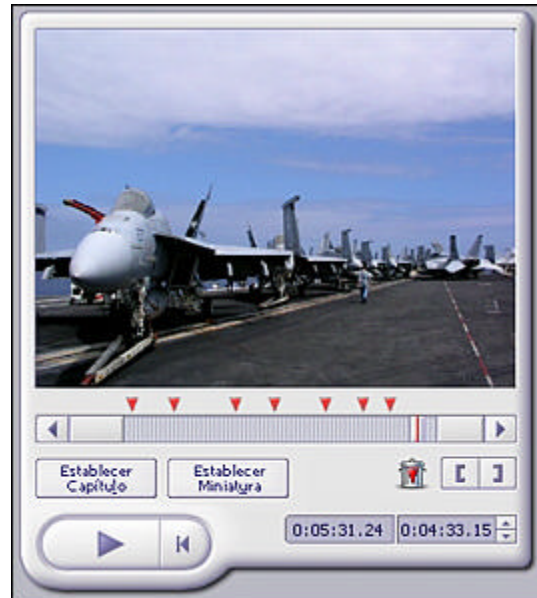 Establecer
Capítulo
Establecer
Miniatura
[ ]
0:05:31.24 0:04:33.15